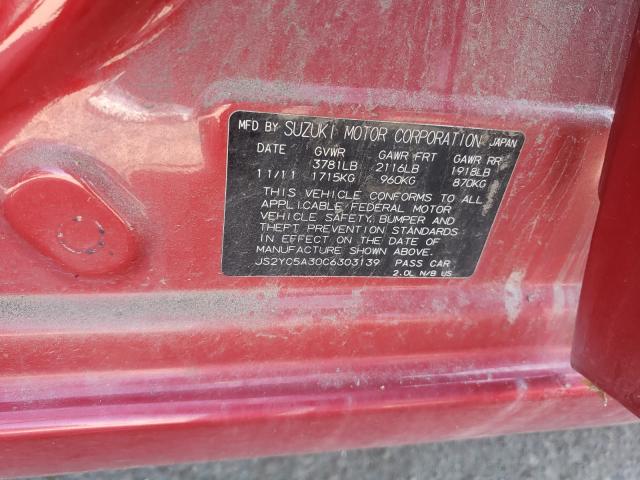 MFD BY SUZUKI MOTOR CORPORATION JAPAN
DATE GVWR GAWR FRT GAWR RR
3781LB 2116LB 1918LB
11/11 1715KG 960KG 870KG
THIS VEHICLE CONFORMS TO ALL
APPLICABLE FEDERAL MOTOR
VEHICLE SAFETY, BUMPER AND
THEFT PREVENTION STANDARDS
IN EFFECT ON THE DATE OF
MANUFACTURE SHOWN ABOVE.
JS2YC5A30C6303139 PASS CAR
2.0L N/B US